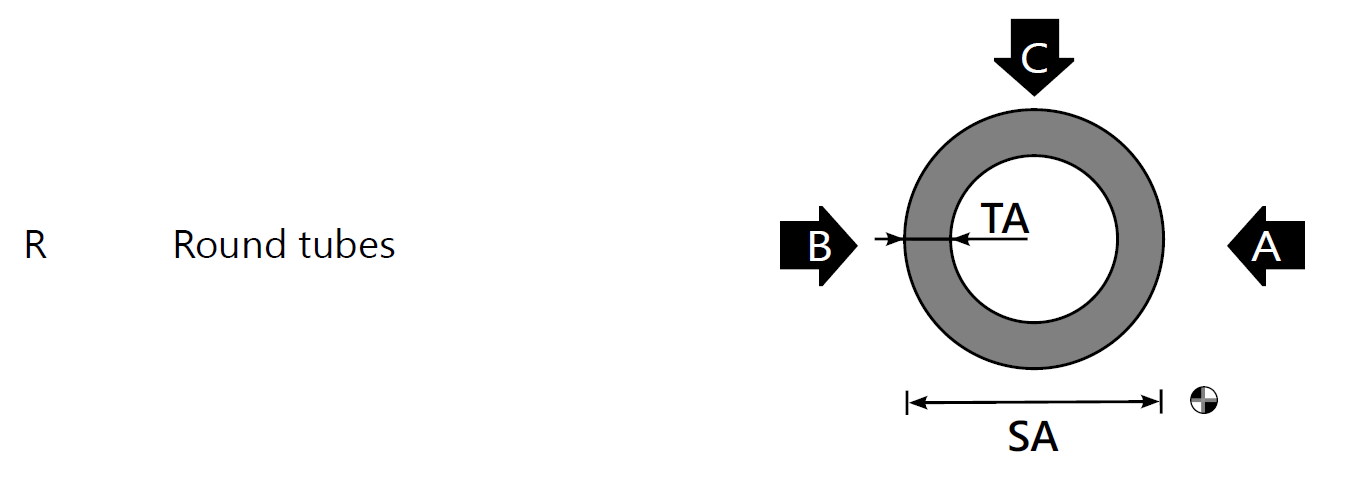 C
R Round tubes
B
TA
A
SA